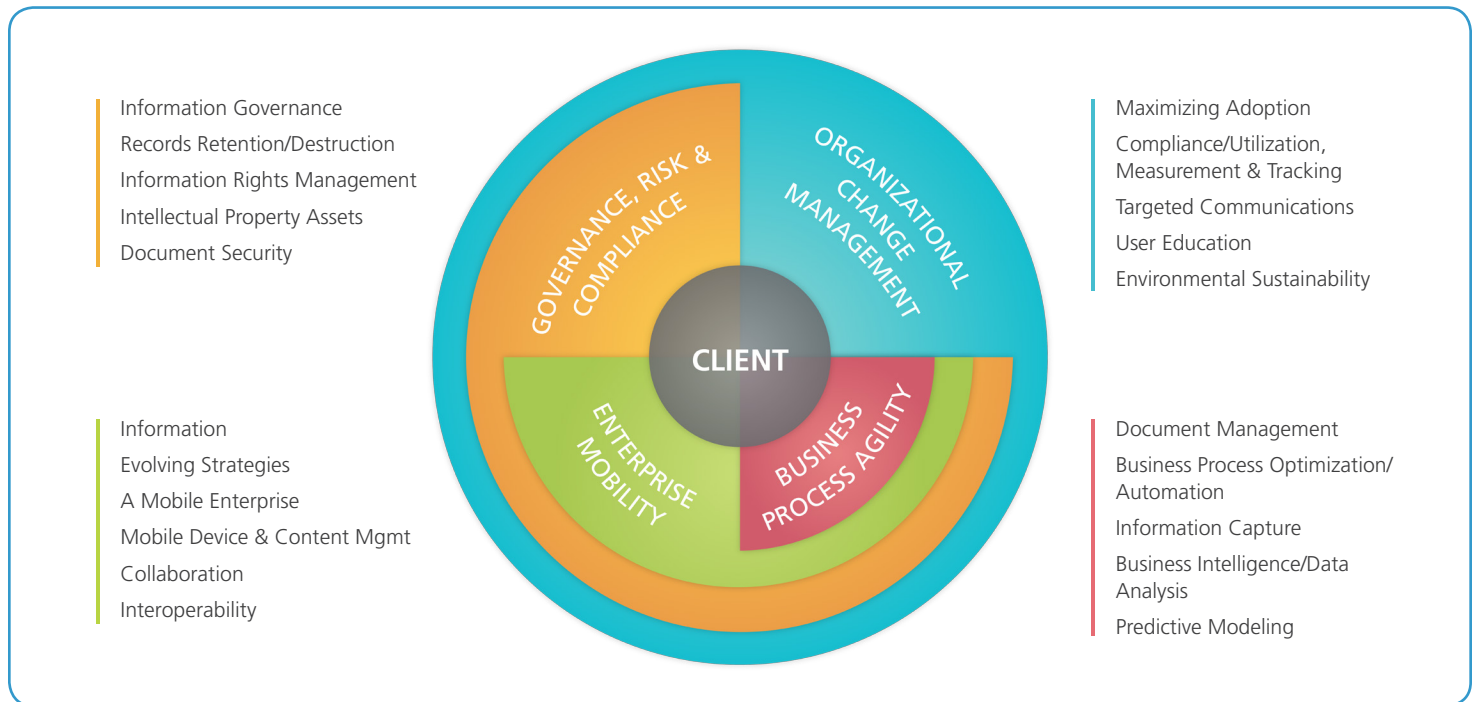 Information Governance
Records Retention/Destruction
Information Rights Management
Intellectual Property Assets
Document Security
GOVERNANCE, RISK &
COMPLIANCE
ORGANIZATIONAL
CHANGE
MANAGEMENT
Maximizing Adoption
Compliance/Utilization,
Measurement & Tracking
Targeted Communications
User Education
Environmental Sustainability
CLIENT
Information
Evolving Strategies
A Mobile Enterprise
Mobile Device & Content Mgmt
Collaboration
Interoperability
ENTERPRISE
MOBILITY
BUSINESS
PROCESS AGILITY
Document Management
Business Process Optimization/
Automation
Information Capture
Business Intelligence/Data
Analysis
Predictive Modeling